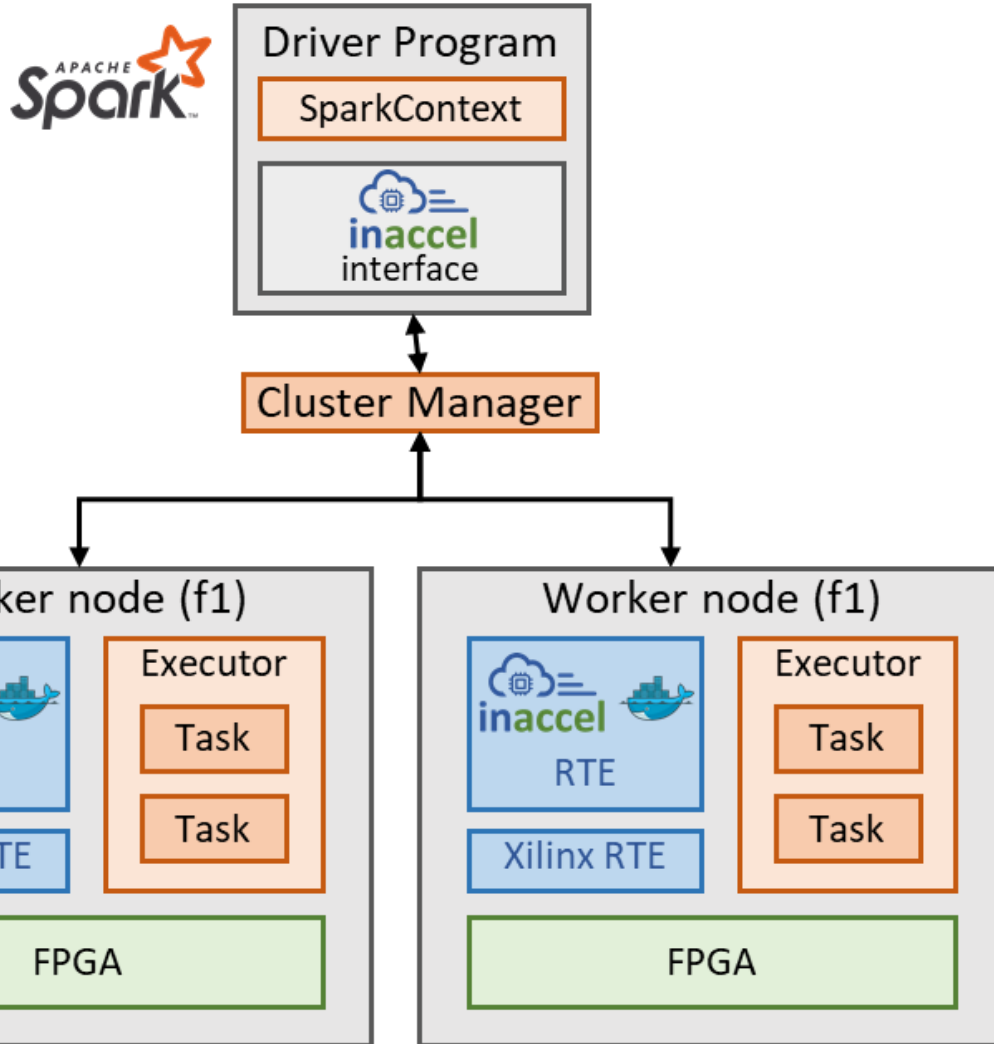 APACHE
Spark™
Driver Program
SparkContext
inaccel
interface
Cluster Manager
ker node (f1)
Executor
Task
Task
TE
FPGA
Worker node (f1)
inaccel
RTE
Executor
Task
Task
Xilinx RTE
FPGA